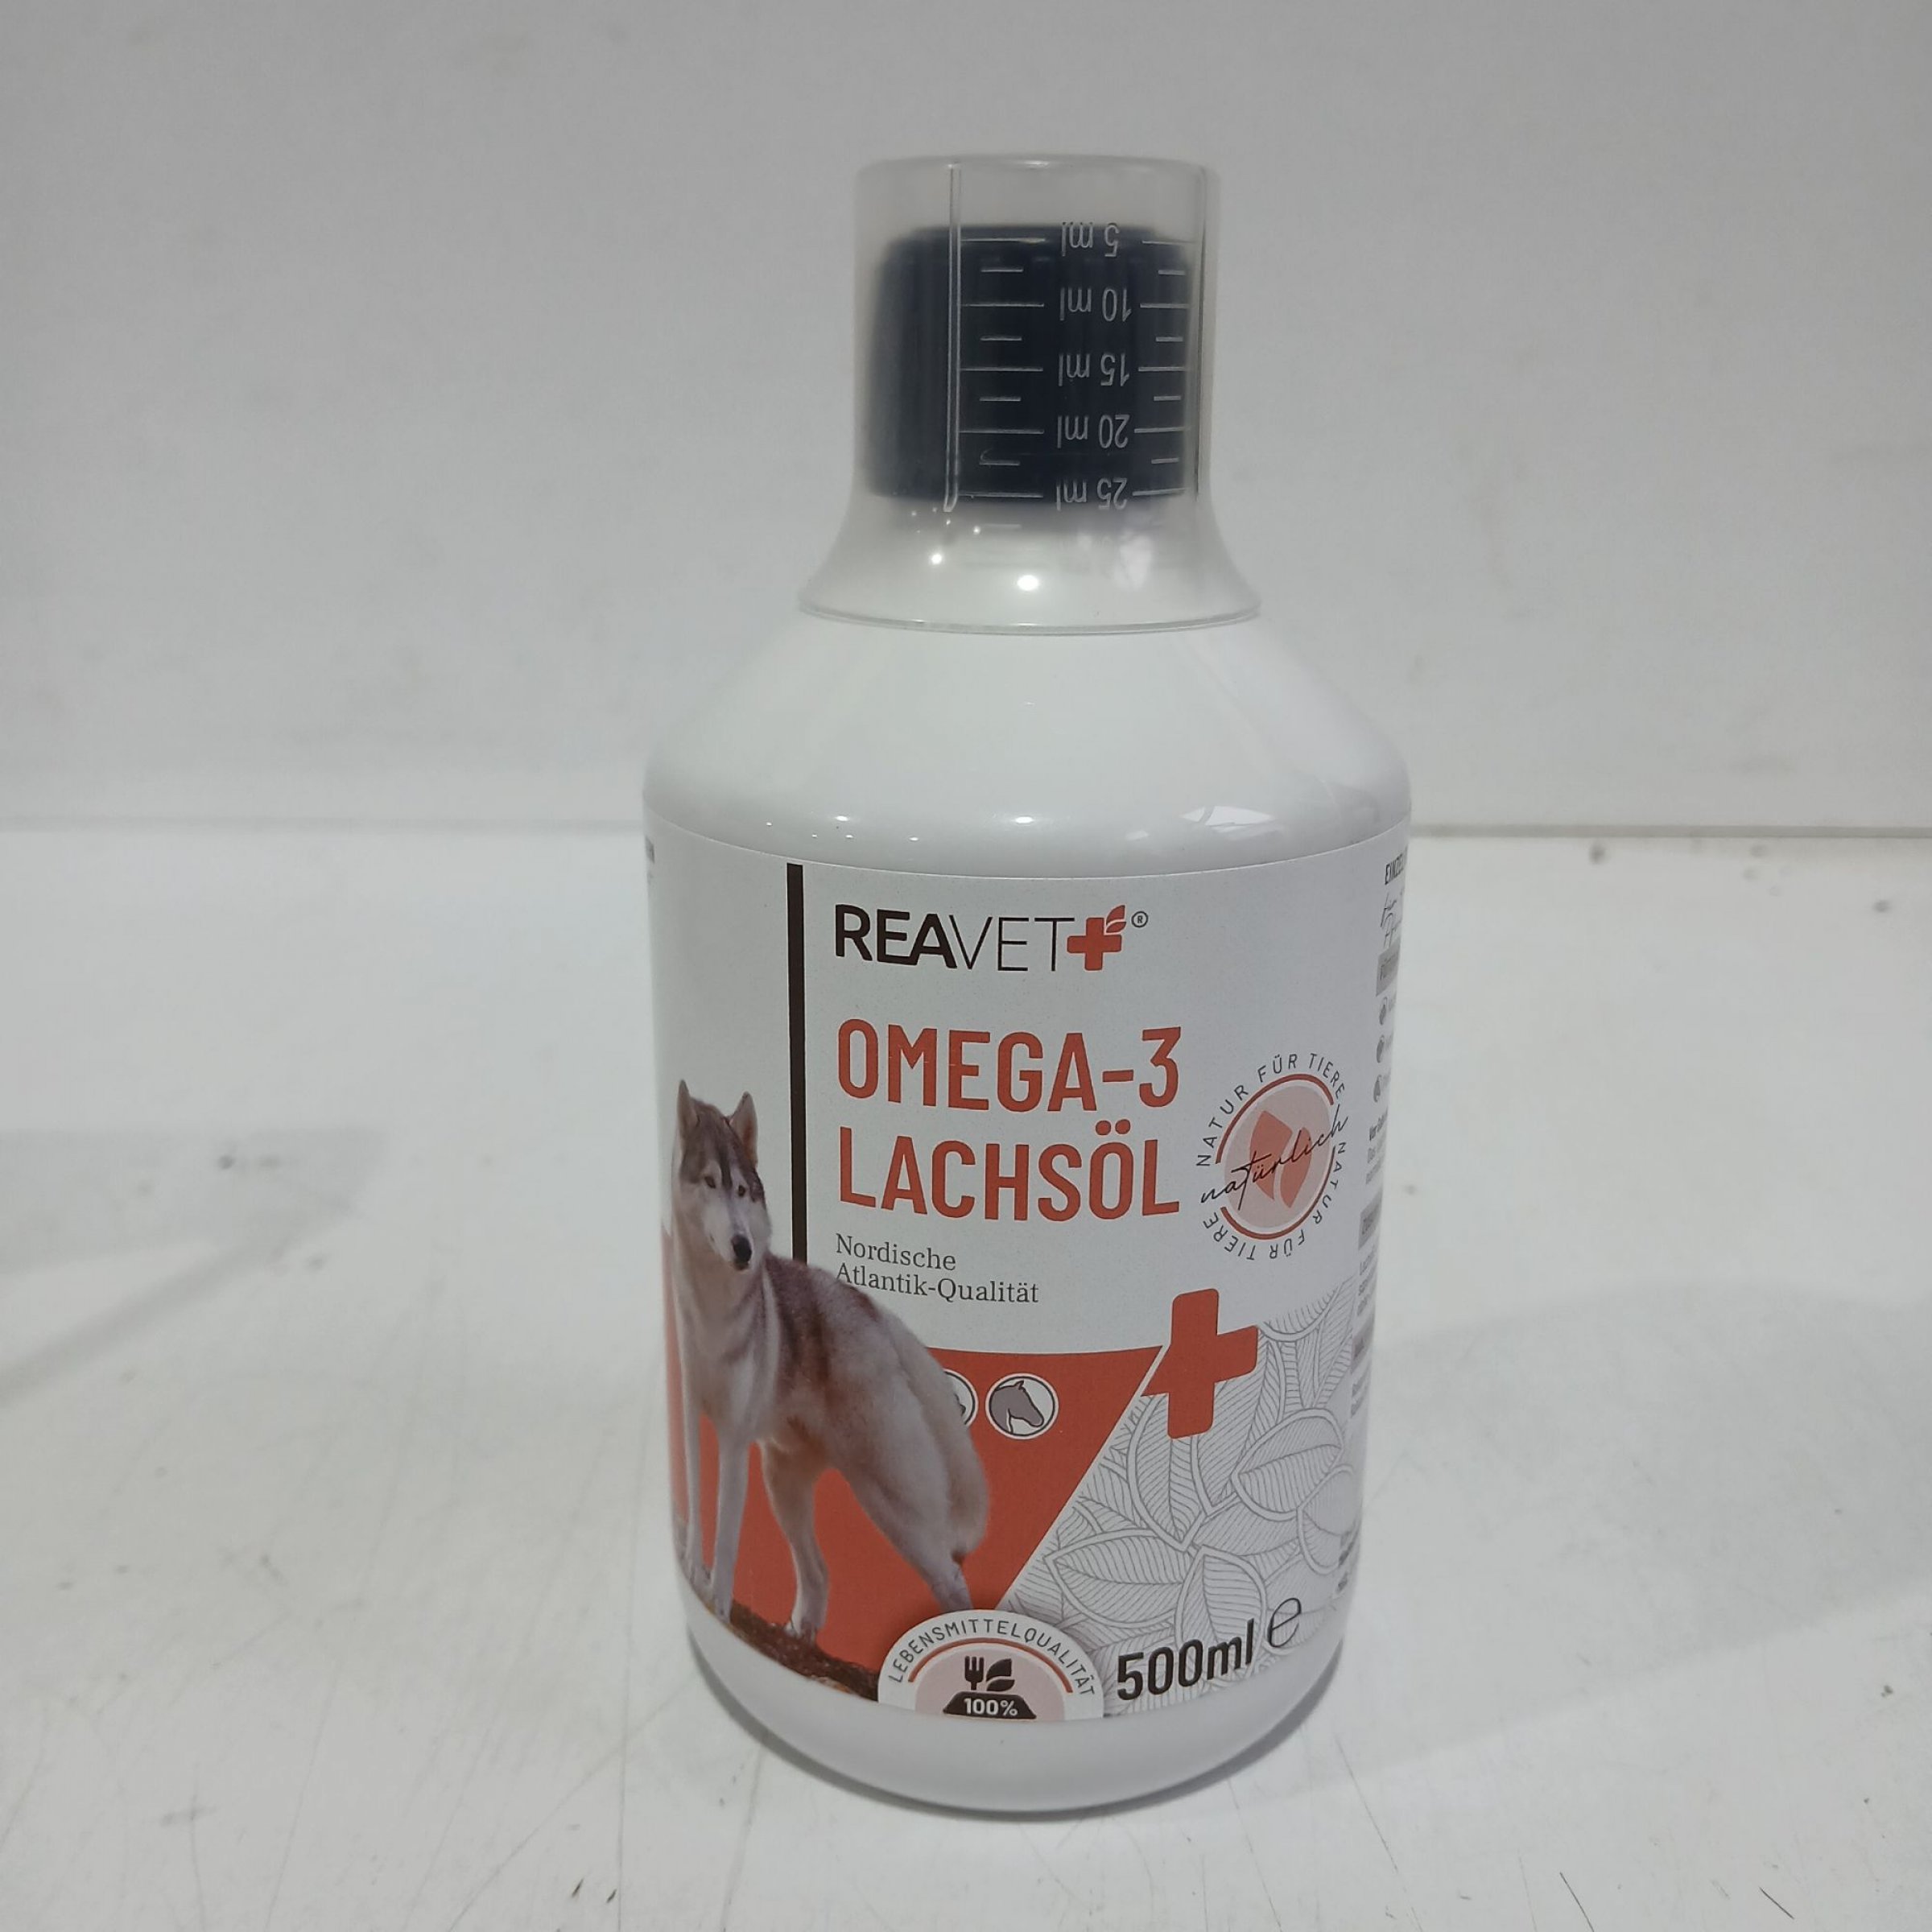 5 ml
10 ml
15 ml
20 ml
25 ml
REAVET®
OMEGA-3
LACHSÖL
Nordische
Atlantik-Qualität
NATUR FÜR TIERE NATUR FÜR TIERE
natürlich
LEBENSMITTELQUALITÄT
100%
500ml ℮